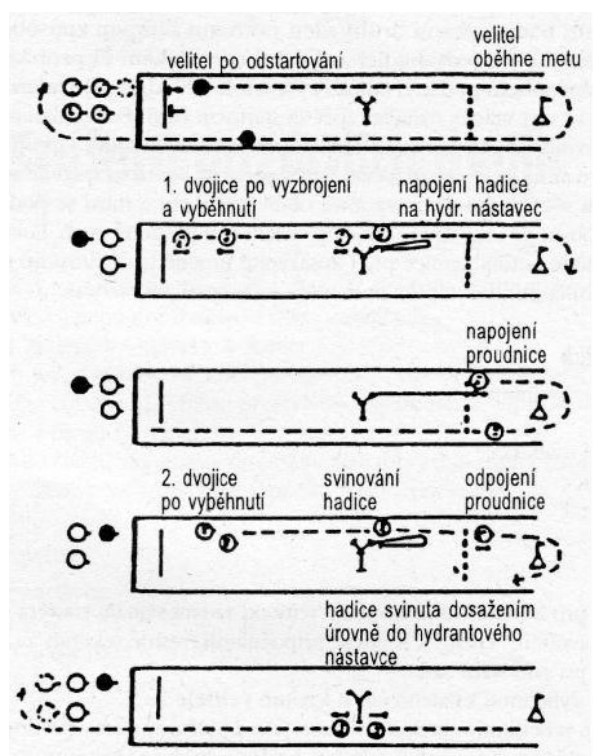 velitel
velitel po odstartování
oběhne metu
1. dvojice po vyzbrojení
a vyběhnutí
napojení hadice
na hydr. nástavec
napojení
proudnice
2. dvojice
po vyběhnutí
svinování
hadice
odpojení
proudnice
hadice svinuta dosažením
úrovně do hydrantového
nástavce